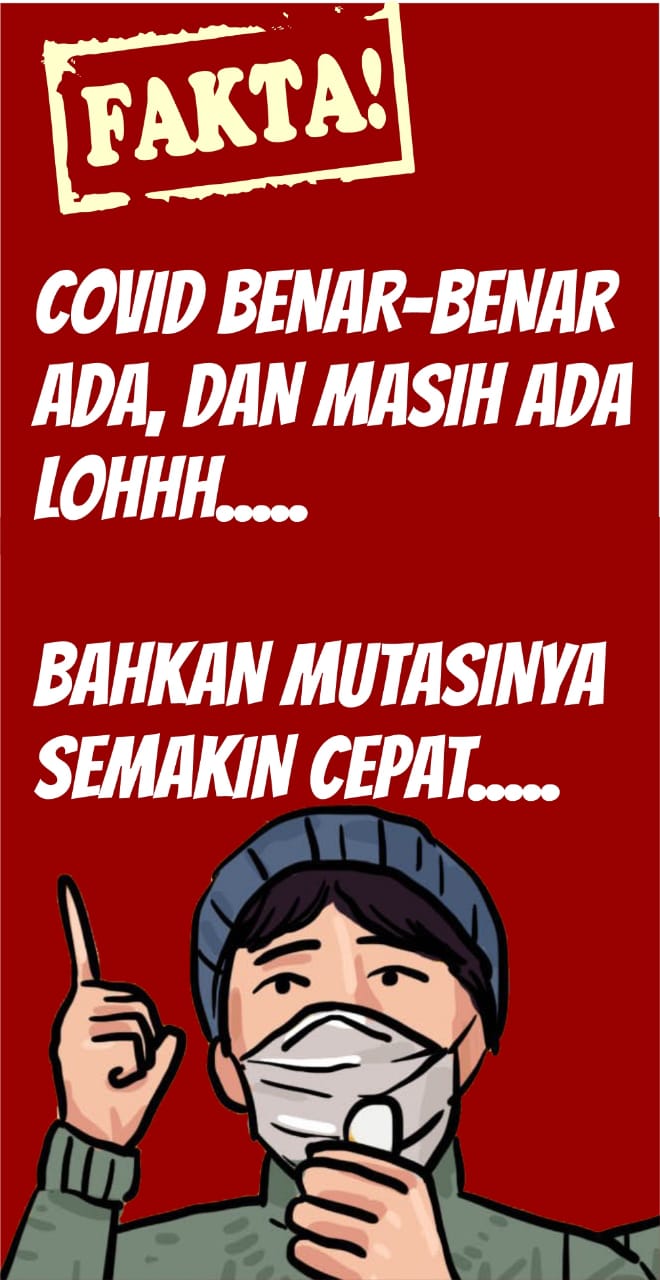 FAKTA!
COVID BENAR-BENAR
ADA, DAN MASIH ADA
LOHHH.....
BAHKAN MUTASINYA
SEMAKIN CEPAT.....